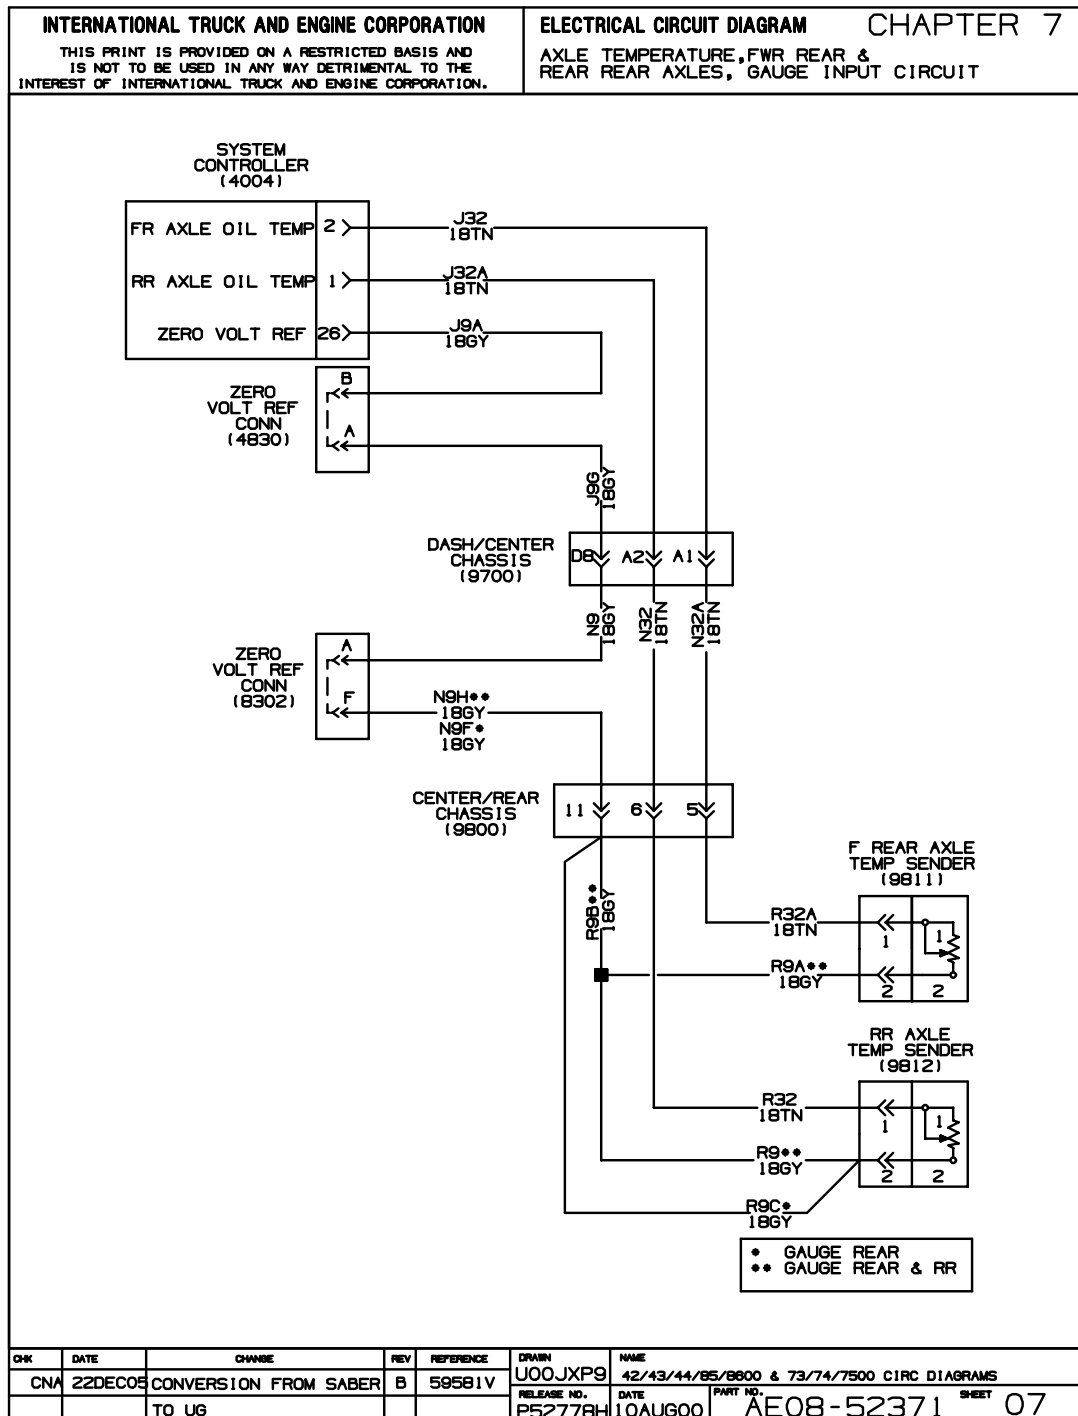 INTERNATIONAL TRUCK AND ENGINE CORPORATION
THIS PRINT IS PROVIDED ON A RESTRICTED BASIS AND
IS NOT TO BE USED IN ANY WAY DETRIMENTAL TO THE
INTEREST OF INTERNATIONAL TRUCK AND ENGINE CORPORATION.
ELECTRICAL CIRCUIT DIAGRAM CHAPTER 7
AXLE TEMPERATURE,FWR REAR &
REAR REAR AXLES, GAUGE INPUT CIRCUIT
SYSTEM
CONTROLLER
(4004)
FR AXLE OIL TEMP 2
J32
18TN
RR AXLE OIL TEMP 1
J32A
18TN
ZERO VOLT REF 26
J9A
18GY
ZERO
VOLT REF
CONN
(4830)
B
A
J9G
18GY
DASH/CENTER
CHASSIS
(9700)
D8 A2 A1
N9
18GY
N32
18TN
N32A
18TN
ZERO
VOLT REF
CONN
(8302)
A
F
N9H**
18GY
N9F*
18GY
CENTER/REAR
CHASSIS
(9800)
11 6 5
R9B**
18GY
F REAR AXLE
TEMP SENDER
(9811)
R32A
18TN
1 1
R9A**
18GY
2 2
RR AXLE
TEMP SENDER
(9812)
R32
18TN
1 1
R9**
18GY
2 2
R9C*
18GY
* GAUGE REAR
** GAUGE REAR & RR
CHK DATE CHANGE REV REFERENCE
CNA 22DEC05 CONVERSION FROM SABER B 59581V
TO UG
DRAWN
U00JXP9
NAME
42/43/44/85/8600 & 73/74/7500 CIRC DIAGRAMS
RELEASE NO.
P52778H
DATE
10AUG00
PART NO.
AE08-52371
SHEET 07